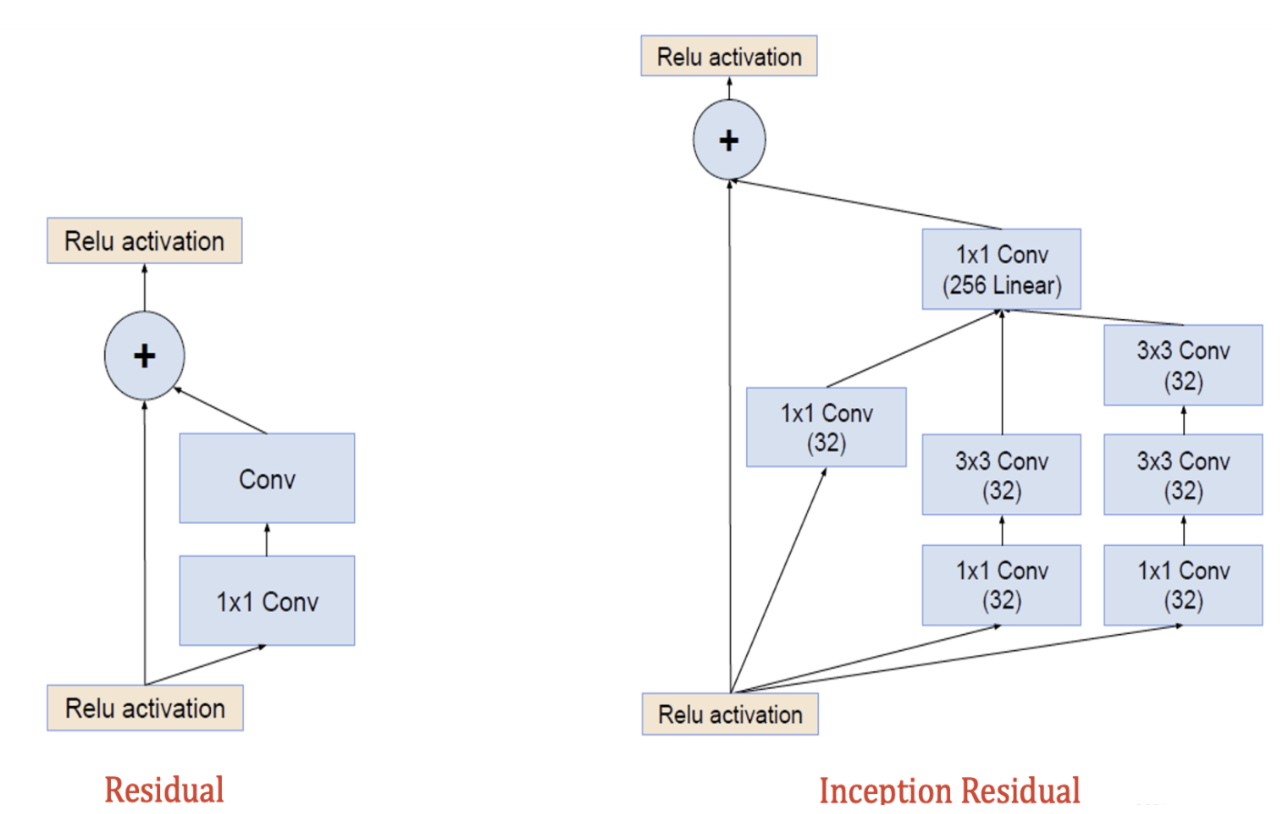 Relu activation
+
Conv
1x1 Conv
Relu activation
Residual
Relu activation
+
1x1 Conv
(256 Linear)
3x3 Conv
(32)
1x1 Conv
(32)
3x3 Conv
(32)
3x3 Conv
(32)
1x1 Conv
(32)
1x1 Conv
(32)
Relu activation
Inception Residual